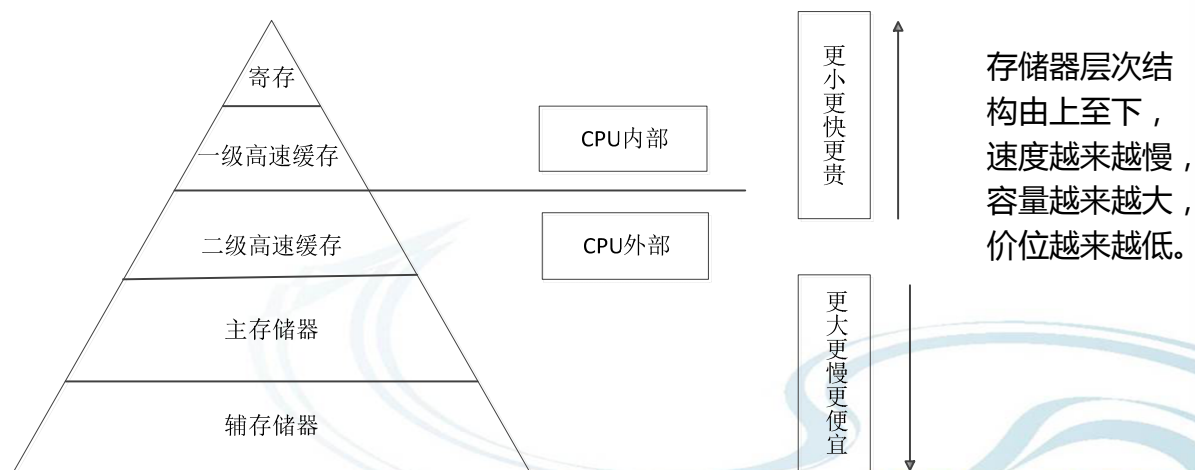 寄存
一级高速缓存
二级高速缓存
主存储器
辅存储器
CPU内部
CPU外部
更小更快更贵
更大更慢更便宜
存储器层次结
构由上至下，
速度越来越慢，
容量越来越大，
价位越来越低。